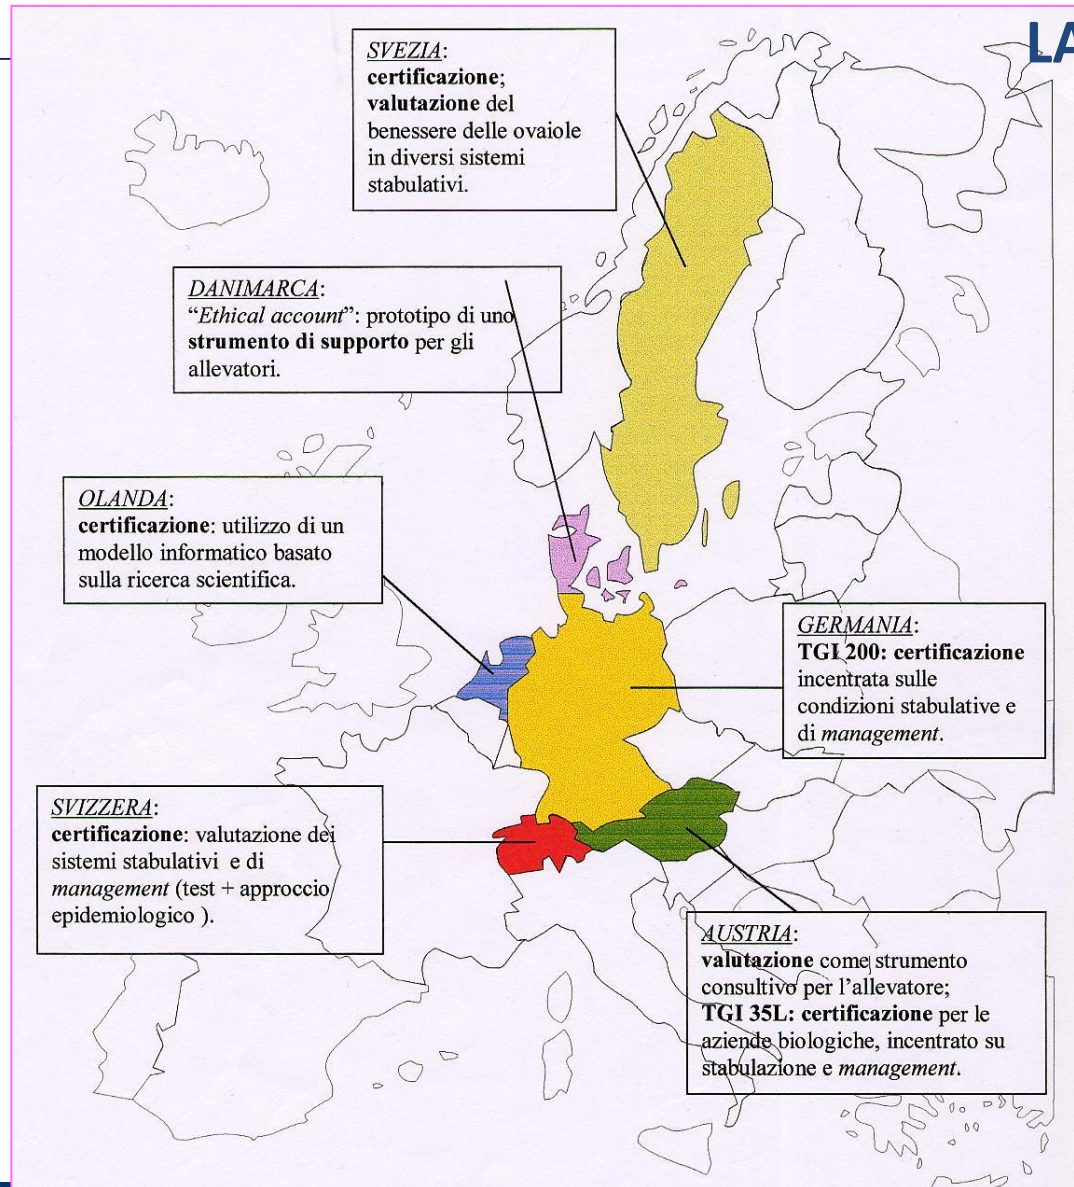 LA
SVEZIA:
certificazione;
valutazione del
benessere delle ovaiole
in diversi sistemi
stabulativi.
DANIMARCA:
“Ethical account”: prototipo di uno
strumento di supporto per gli
allevatori.
OLANDA:
certificazione: utilizzo di un
modello informatico basato
sulla ricerca scientifica.
GERMANIA:
TGI 200: certificazione
incentrata sulle
condizioni stabulative e
di management.
SVIZZERA:
certificazione: valutazione dei
sistemi stabulativi e di
management (test + approccio
epidemiologico ).
AUSTRIA:
valutazione come strumento
consultivo per l’allevatore;
TGI 35L: certificazione per le
aziende biologiche, incentrato su
stabulazione e management.